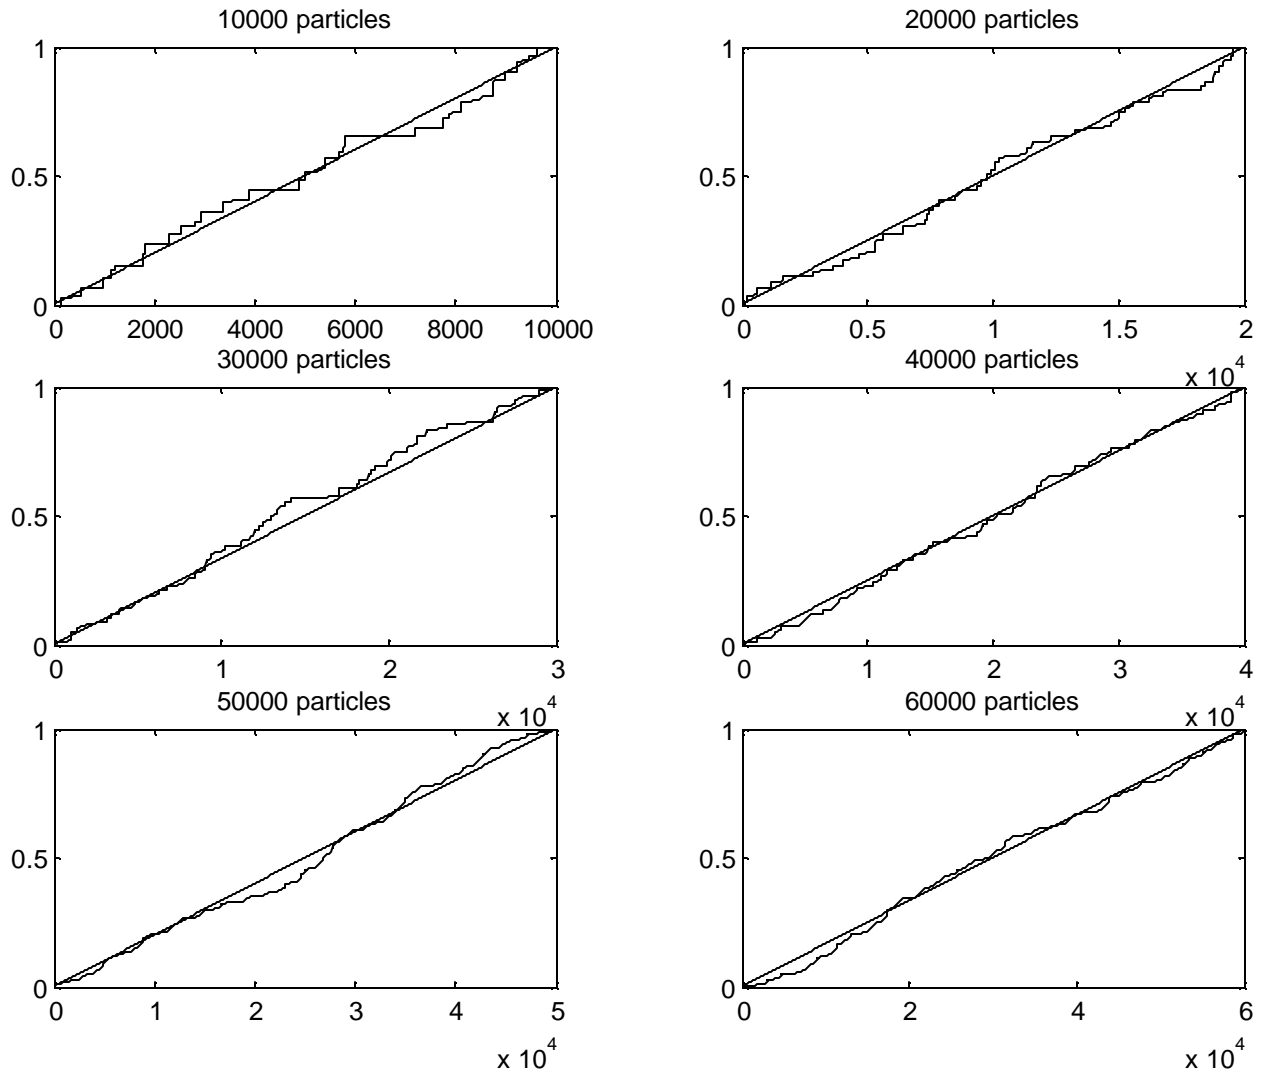 10000 particles
20000 particles
1
0.5
0
0 2000 4000 6000 8000 10000
1
0.5
0
0 0.5 1 1.5 2
x 10^4
30000 particles
40000 particles
1
0.5
0
0 1 2 3
x 10^4
1
0.5
0
0 1 2 3 4
x 10^4
50000 particles
60000 particles
1
0.5
0
0 1 2 3 4 5
x 10^4
1
0.5
0
0 2 4 6
x 10^4